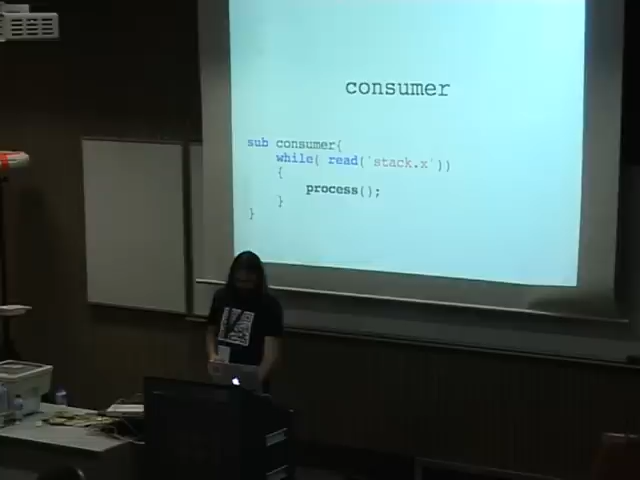 consumer
sub consumer{
while( read('stack.x'))
{
process();
}
}